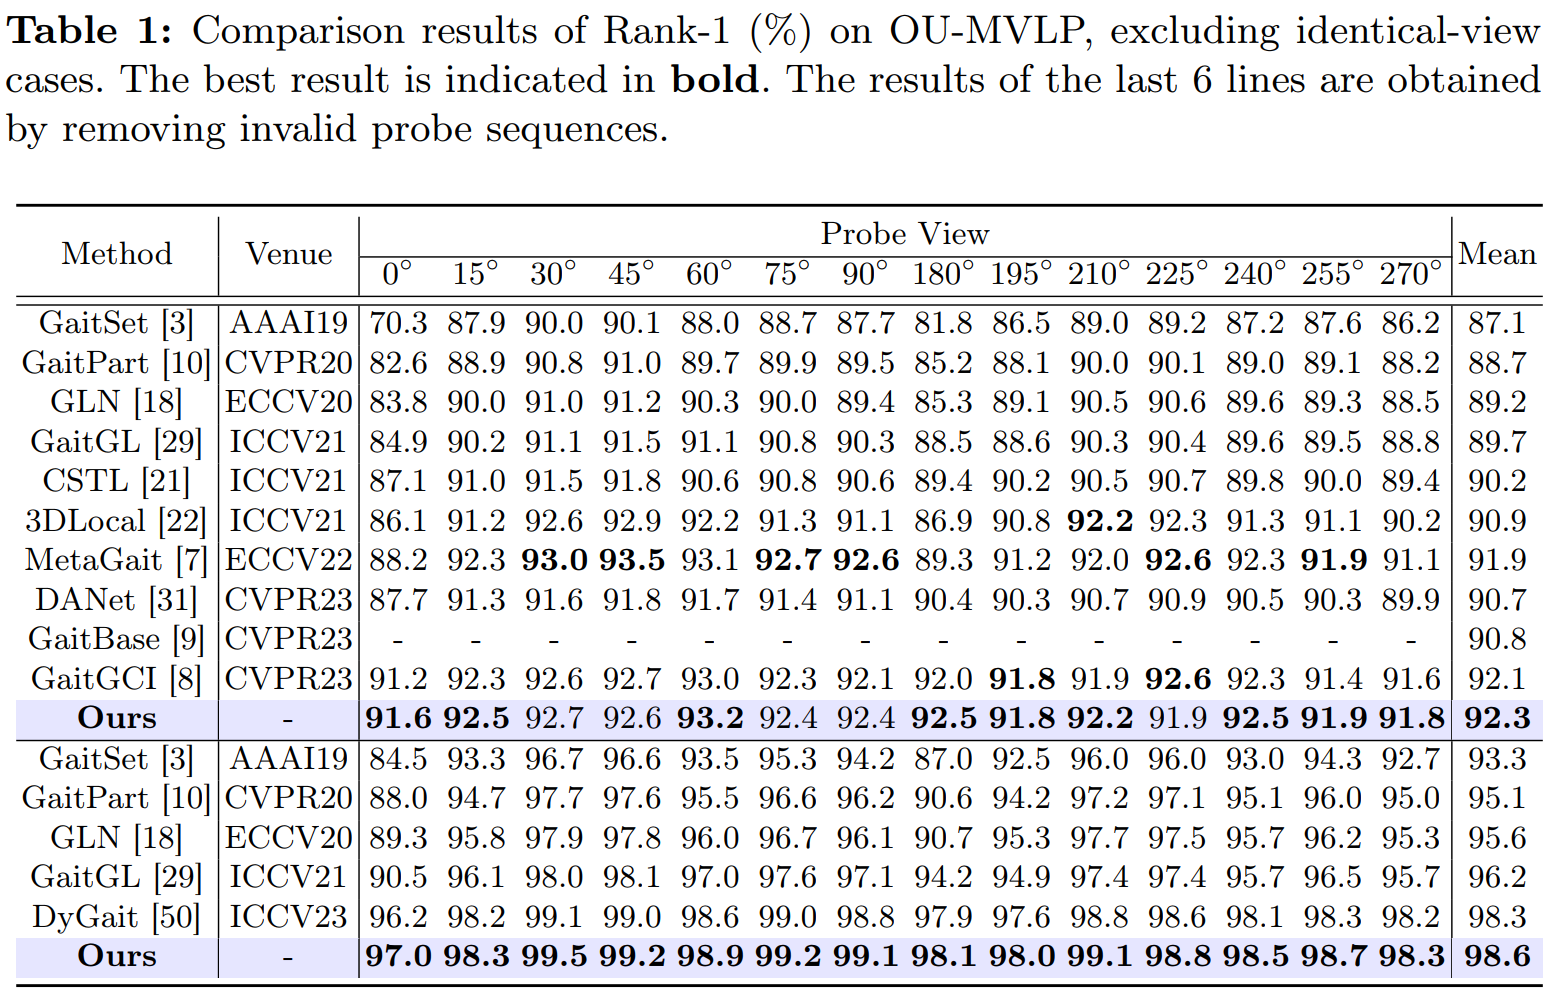 Table 1: Comparison results of Rank-1 (%) on OU-MVLP, excluding identical-view
cases. The best result is indicated in bold. The results of the last 6 lines are obtained
by removing invalid probe sequences.
Method Venue Probe View Mean
0° 15° 30° 45° 60° 75° 90° 180° 195° 210° 225° 240° 255° 270°
GaitSet [3] AAAI19 70.3 87.9 90.0 90.1 88.0 88.7 87.7 81.8 86.5 89.0 89.2 87.2 87.6 86.2 87.1
GaitPart [10] CVPR20 82.6 88.9 90.8 91.0 89.7 89.9 89.5 85.2 88.1 90.0 90.1 89.0 89.1 88.2 88.7
GLN [18] ECCV20 83.8 90.0 91.0 91.2 90.3 90.0 89.4 85.3 89.1 90.5 90.6 89.6 89.3 88.5 89.2
GaitGL [29] ICCV21 84.9 90.2 91.1 91.5 91.1 90.8 90.3 88.5 88.6 90.3 90.4 89.6 89.5 88.8 89.7
CSTL [21] ICCV21 87.1 91.0 91.5 91.8 90.6 90.8 90.6 89.4 90.2 90.5 90.7 89.8 90.0 89.4 90.2
3DLocal [22] ICCV21 86.1 91.2 92.6 92.9 92.2 91.3 91.1 86.9 90.8 92.2 92.3 91.3 91.1 90.2 90.9
MetaGait [7] ECCV22 88.2 92.3 93.0 93.5 93.1 92.7 92.6 89.3 91.2 92.0 92.6 92.3 91.9 91.1 91.9
DANet [31] CVPR23 87.7 91.3 91.6 91.8 91.7 91.4 91.1 90.4 90.3 90.7 90.9 90.5 90.3 89.9 90.7
GaitBase [9] CVPR23 - - - - - - - - - - - - - - 90.8
GaitGCI [8] CVPR23 91.2 92.3 92.6 92.7 93.0 92.3 92.1 92.0 91.8 91.9 92.6 92.3 91.4 91.6 92.1
Ours - 91.6 92.5 92.7 92.6 93.2 92.4 92.4 92.5 91.8 92.2 91.9 92.5 91.9 91.8 92.3
GaitSet [3] AAAI19 84.5 93.3 96.7 96.6 93.5 95.3 94.2 87.0 92.5 96.0 96.0 93.0 94.3 92.7 93.3
GaitPart [10] CVPR20 88.0 94.7 97.7 97.6 95.5 96.6 96.2 90.6 94.2 97.2 97.1 95.1 96.0 95.0 95.1
GLN [18] ECCV20 89.3 95.8 97.9 97.8 96.0 96.7 96.1 90.7 95.3 97.7 97.5 95.7 96.2 95.3 95.6
GaitGL [29] ICCV21 90.5 96.1 98.0 98.1 97.0 97.6 97.1 94.2 94.9 97.4 97.4 95.7 96.5 95.7 96.2
DyGait [50] ICCV23 96.2 98.2 99.1 99.0 98.6 99.0 98.8 97.9 97.6 98.8 98.6 98.1 98.3 98.2 98.3
Ours - 97.0 98.3 99.5 99.2 98.9 99.2 99.1 98.1 98.0 99.1 98.8 98.5 98.7 98.3 98.6